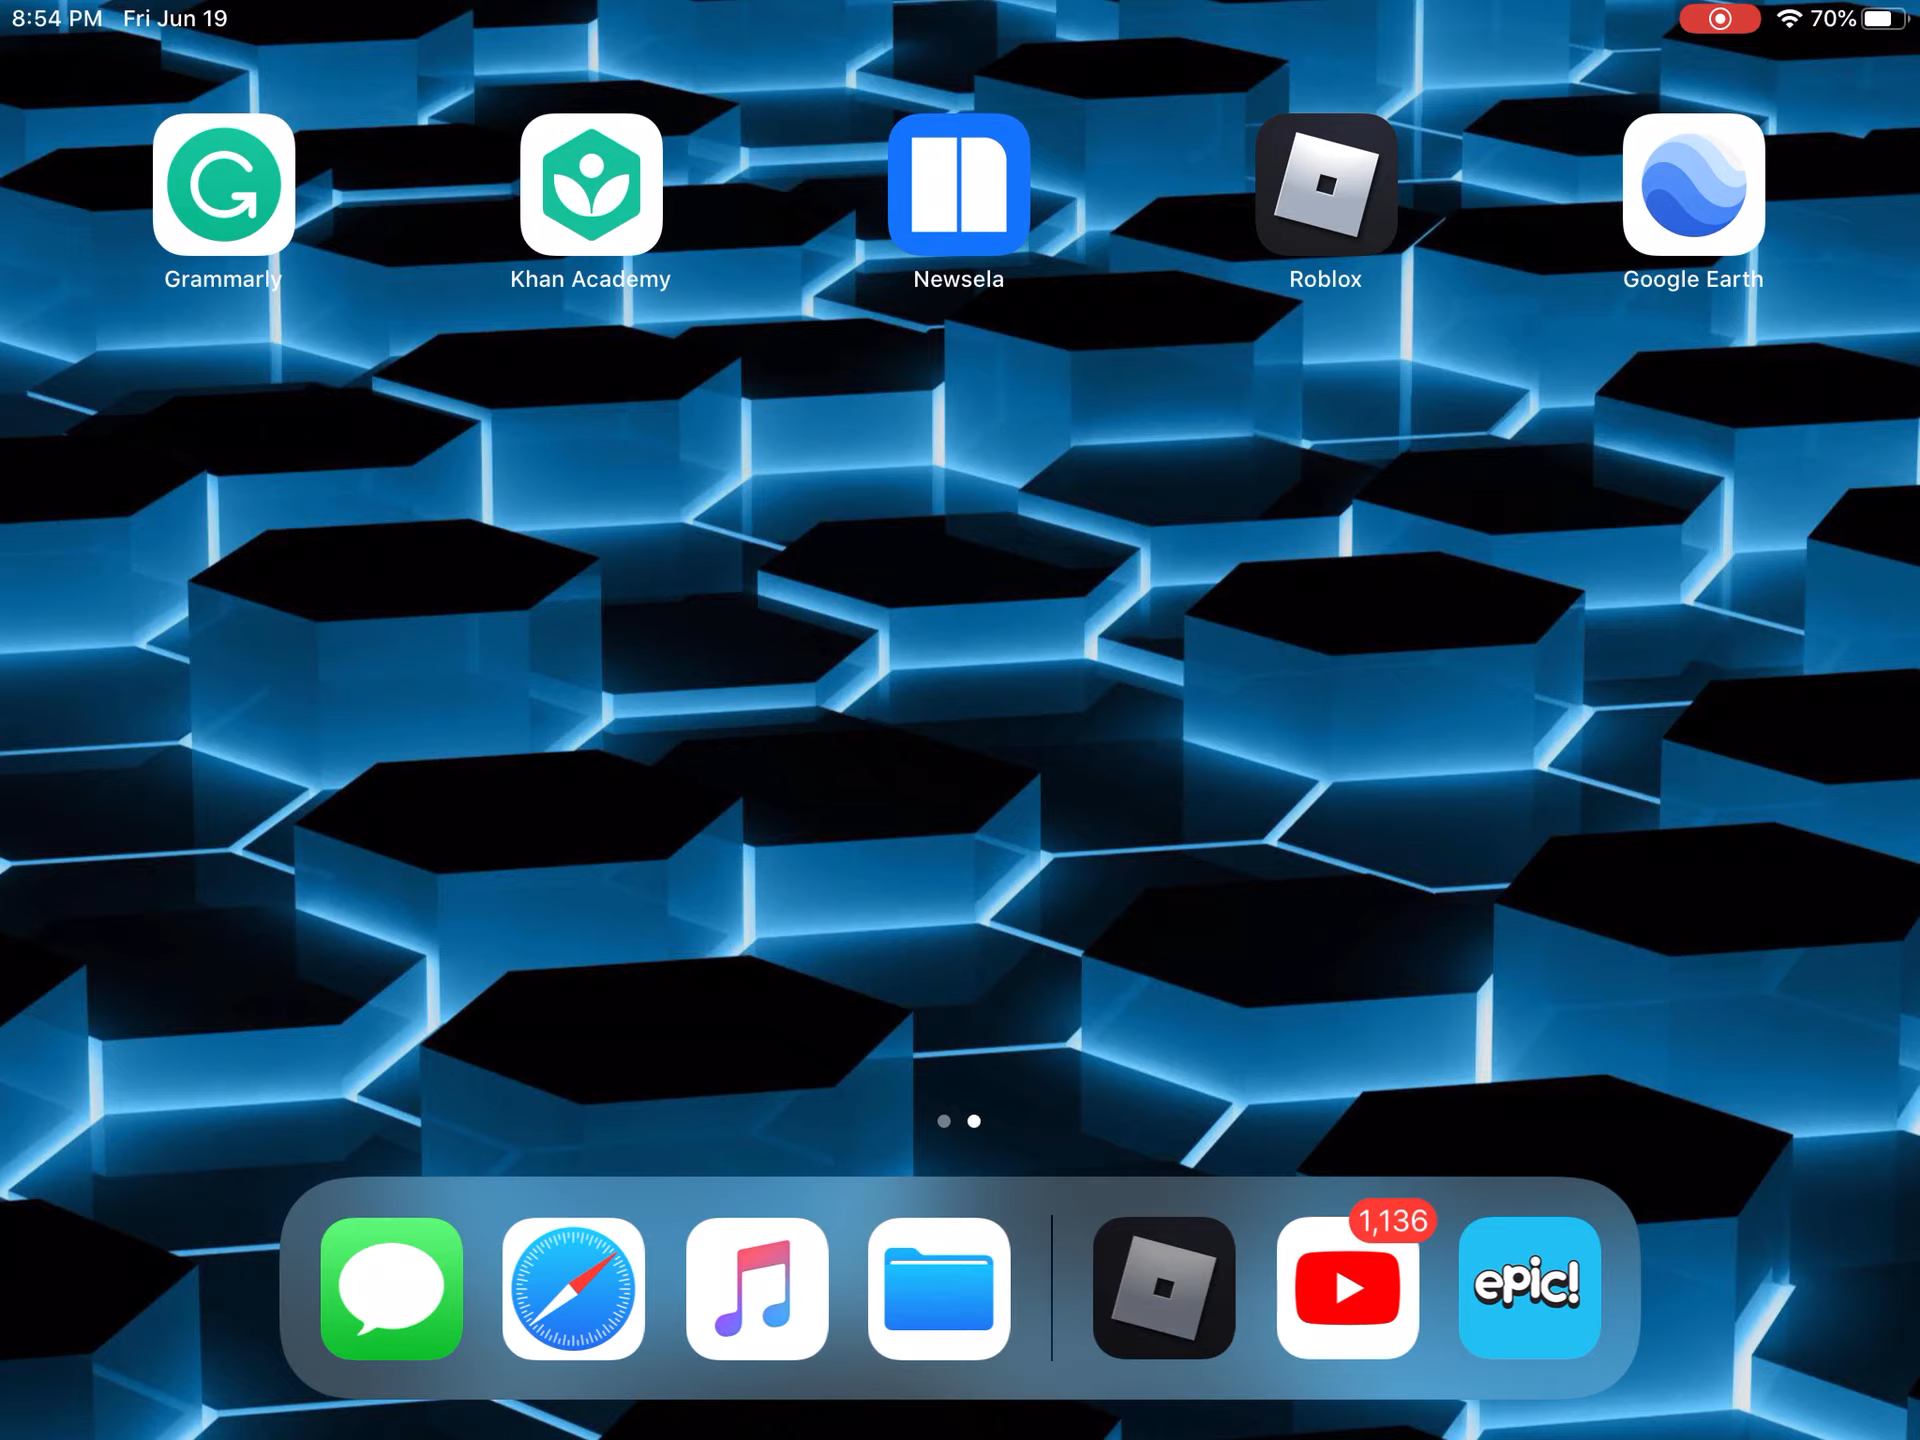 8:54 PM Fri Jun 19
70%
Grammarly
Khan Academy
Newsela
Roblox
Google Earth
1,136
epic!